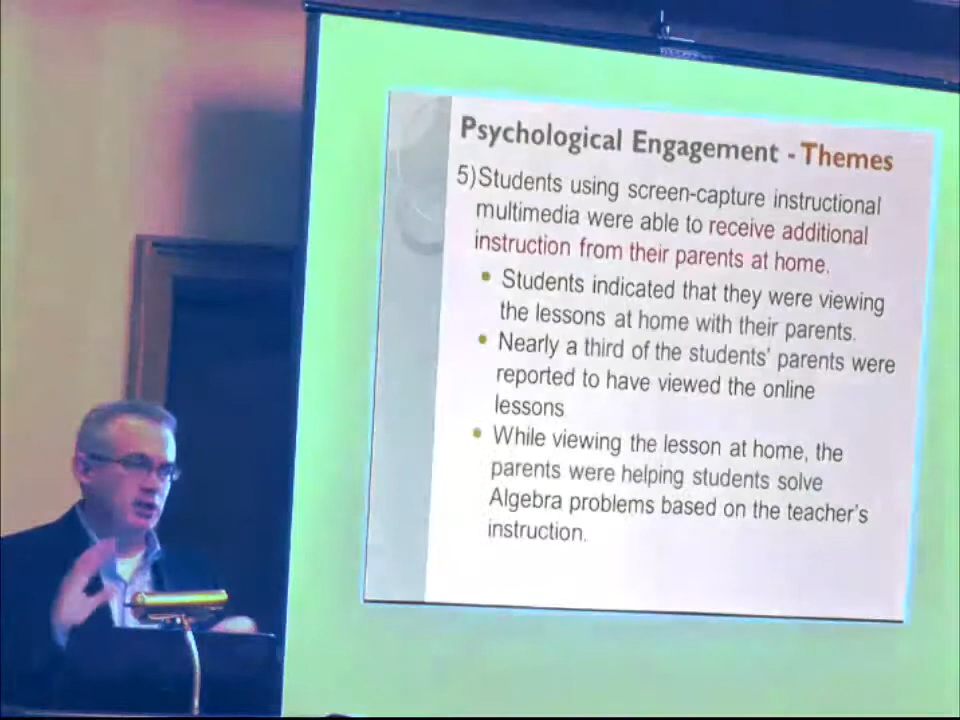 Psychological Engagement - Themes
5)Students using screen-capture instructional
multimedia were able to receive additional
instruction from their parents at home.
• Students indicated that they were viewing
the lessons at home with their parents.
• Nearly a third of the students' parents were
reported to have viewed the online
lessons
• While viewing the lesson at home, the
parents were helping students solve
Algebra problems based on the teacher's
instruction.